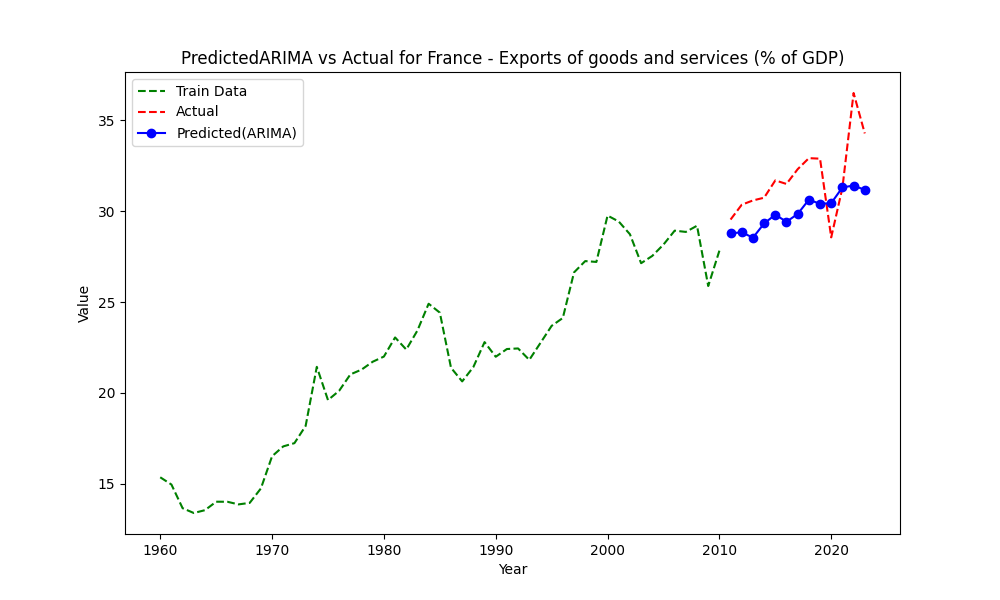 PredictedARIMA vs Actual for France - Exports of goods and services (% of GDP)
Train Data
Actual
Predicted(ARIMA)
35
30
25
20
15
Value
1960 1970 1980 1990 2000 2010 2020
Year